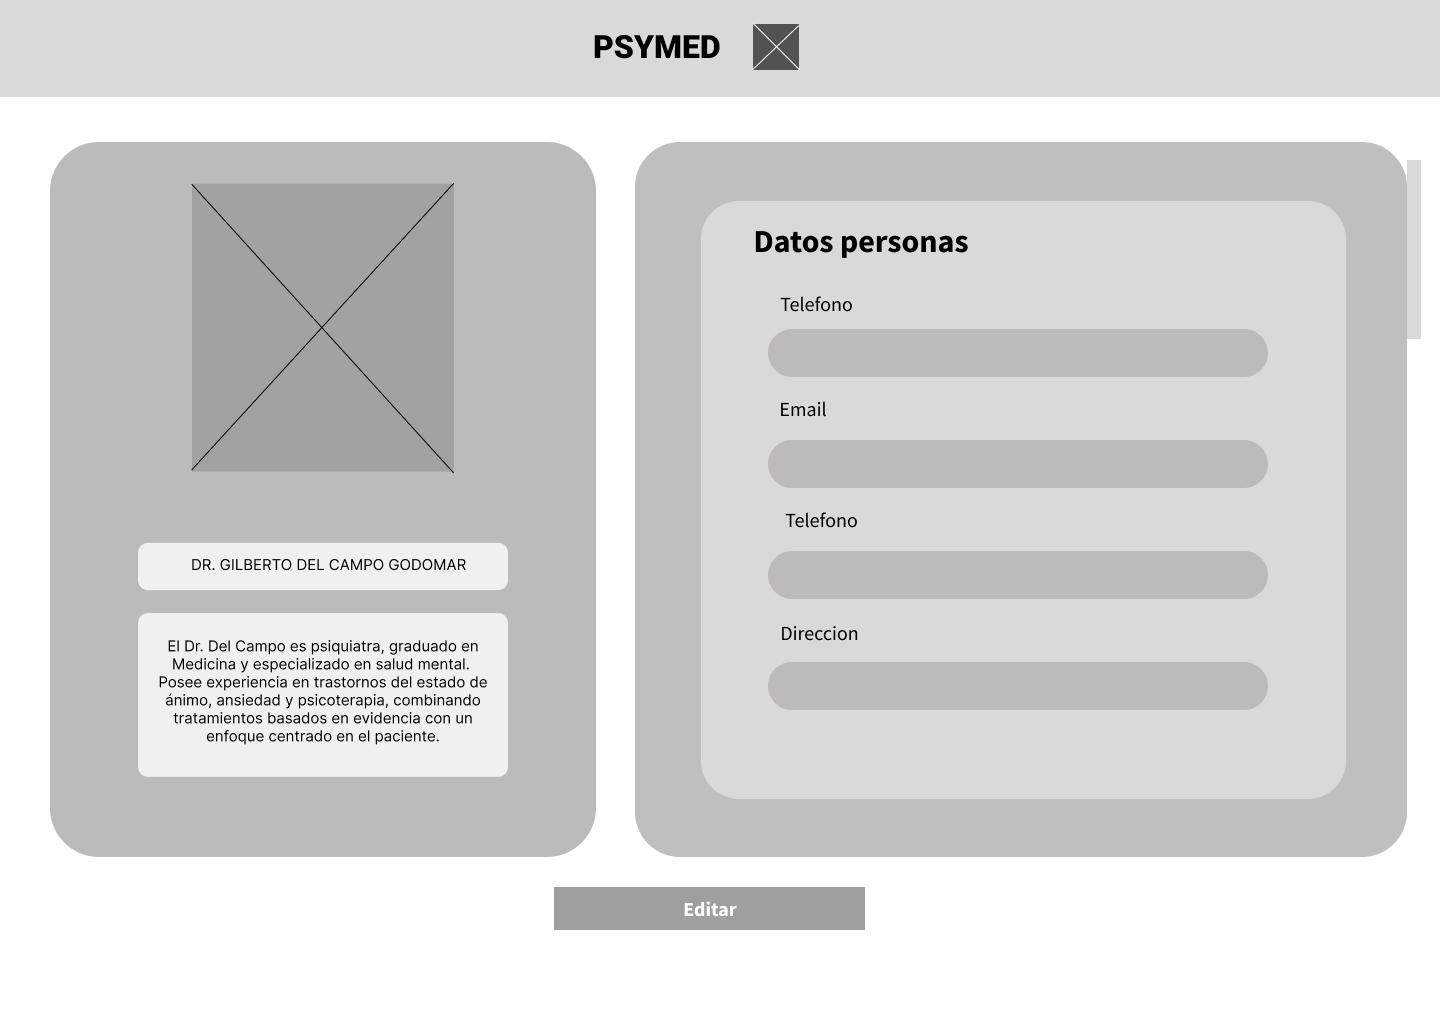 PSYMED
DR. GILBERTO DEL CAMPO GODOMAR
El Dr. Del Campo es psiquiatra, graduado en
Medicina y especializado en salud mental.
Posee experiencia en trastornos del estado de
ánimo, ansiedad y psicoterapia, combinando
tratamientos basados en evidencia con un
enfoque centrado en el paciente.
Datos personas
Telefono
Email
Telefono
Direccion
Editar